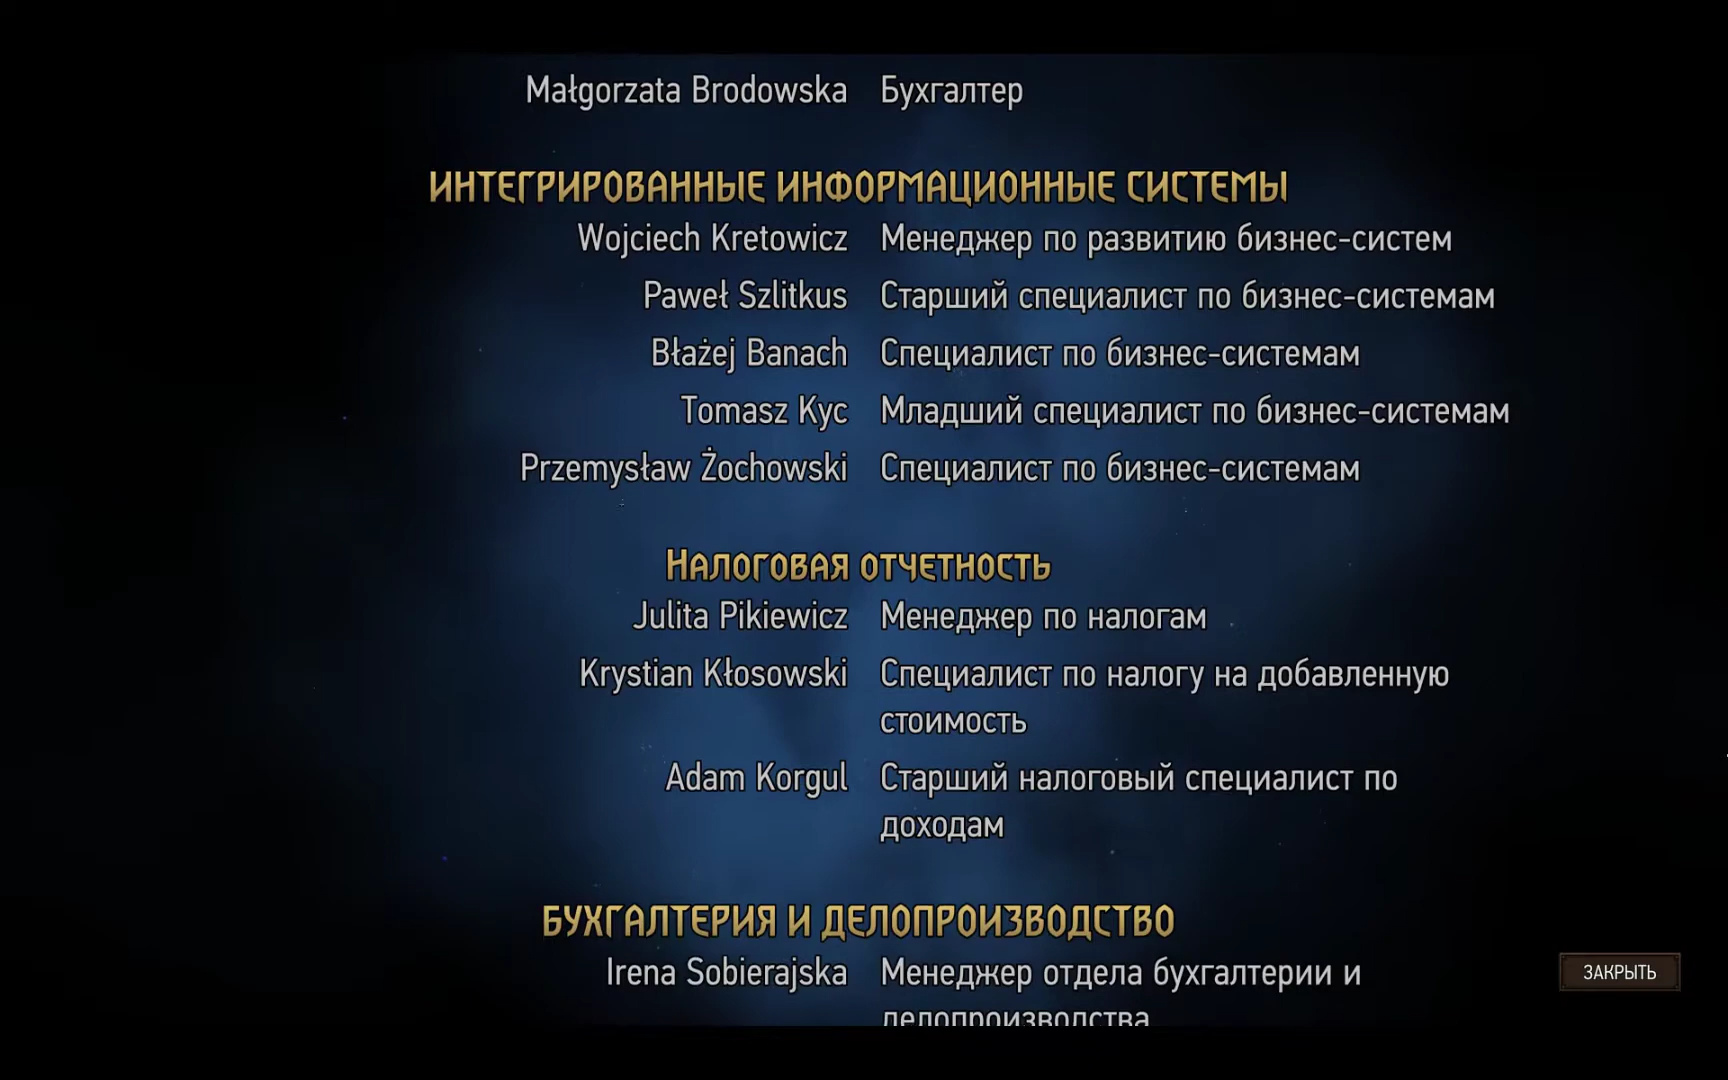 Małgorzata Brodowska Бухгалтер
ИНТЕГРИРОВАННЫЕ ИНФОРМАЦИОННЫЕ СИСТЕМЫ
Wojciech Kretowicz Менеджер по развитию бизнес-систем
Paweł Szlitkus Старший специалист по бизнес-системам
Błażej Banach Специалист по бизнес-системам
Tomasz Kyc Младший специалист по бизнес-системам
Przemysław Żochowski Специалист по бизнес-системам
Налоговая отчетность
Julita Pikiewicz Менеджер по налогам
Krystian Kłosowski Специалист по налогу на добавленную
стоимость
Adam Korgul Старший налоговый специалист по
доходам
БУХГАЛТЕРИЯ И ДЕЛОПРОИЗВОДСТВО
Irena Sobierajska Менеджер отдела бухгалтерии и
делопроизводства
ЗАКРЫТЬ